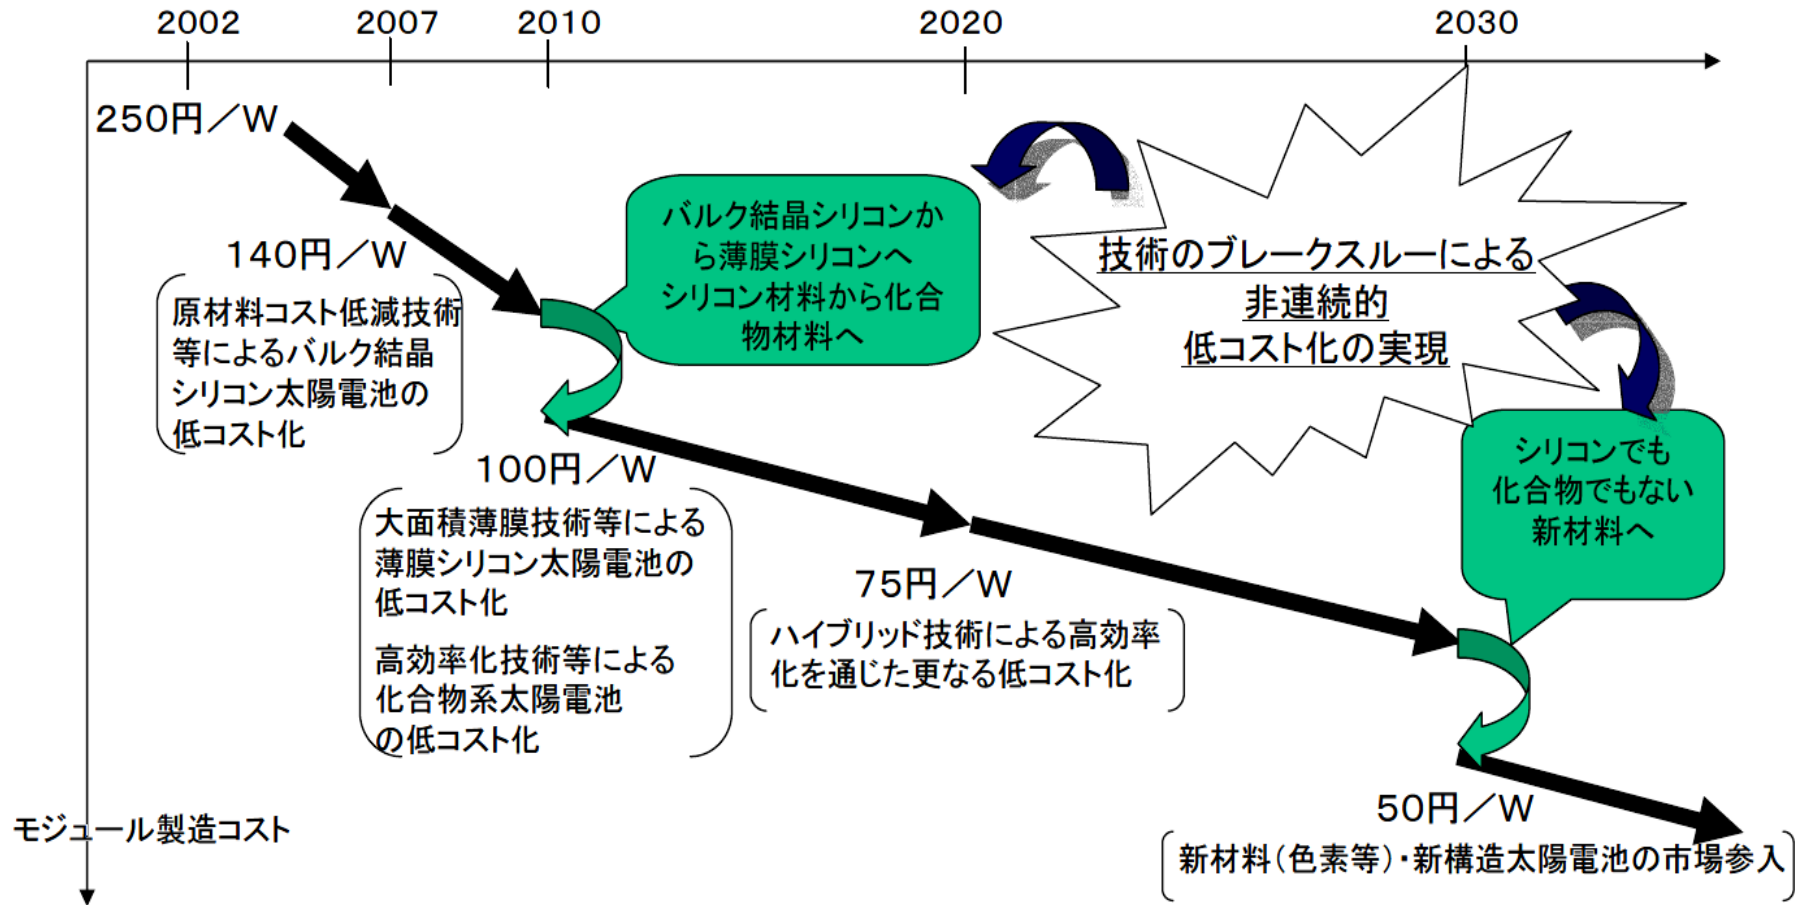 2002 2007 2010 2020 2030
250円／W
140円／W
原材料コスト低減技術
等によるバルク結晶
シリコン太陽電池の
低コスト化
バルク結晶シリコンか
ら薄膜シリコンへ
シリコン材料から化合
物材料へ
技術のブレークスルーによる
非連続的
低コスト化の実現
100円／W
大面積薄膜技術等による
薄膜シリコン太陽電池の
低コスト化
高効率化技術等による
化合物系太陽電池
の低コスト化
75円／W
ハイブリッド技術による高効率
化を通じた更なる低コスト化
シリコンでも
化合物でもない
新材料へ
50円／W
新材料（色素等）・新構造太陽電池の市場参入
モジュール製造コスト